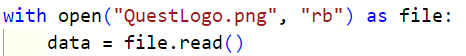 with open("QuestLogo.png", "rb") as file:
    data = file.read()